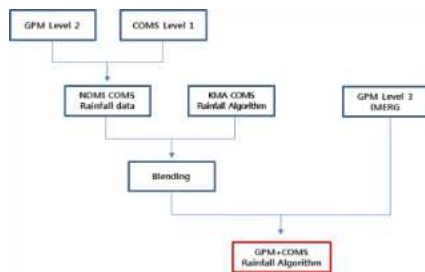 GPM Level 2
COMS Level 1
NDMI COMS
Rainfall data
KMA COMS
Rainfall Algorithm
GPM Level 3
IMERG
Blending
GPM+COMS
Rainfall Algorithm